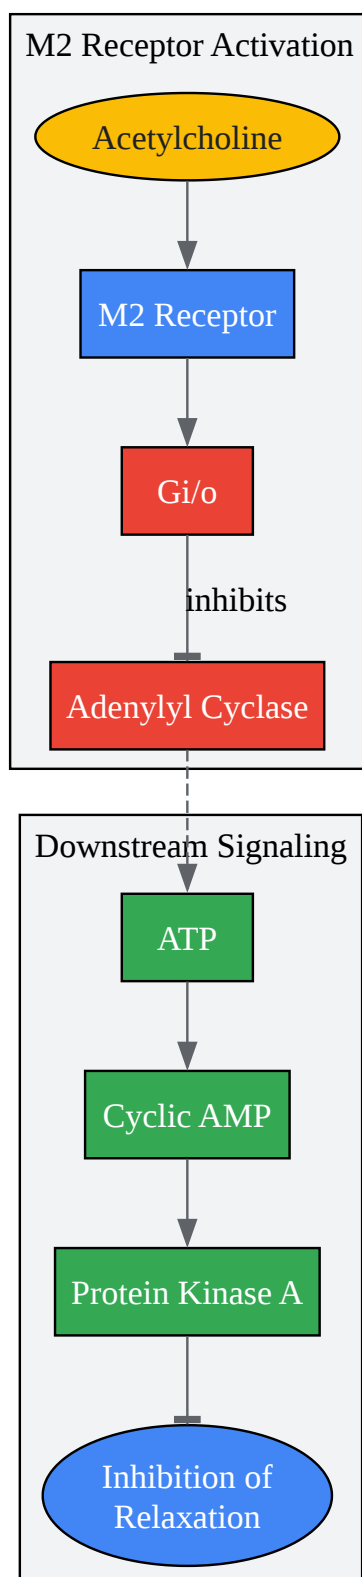 M2 Receptor Activation
Acetylcholine
M2 Receptor
Gi/o
inhibits
Adenylyl Cyclase
Downstream Signaling
ATP
Cyclic AMP
Protein Kinase A
Inhibition of
Relaxation